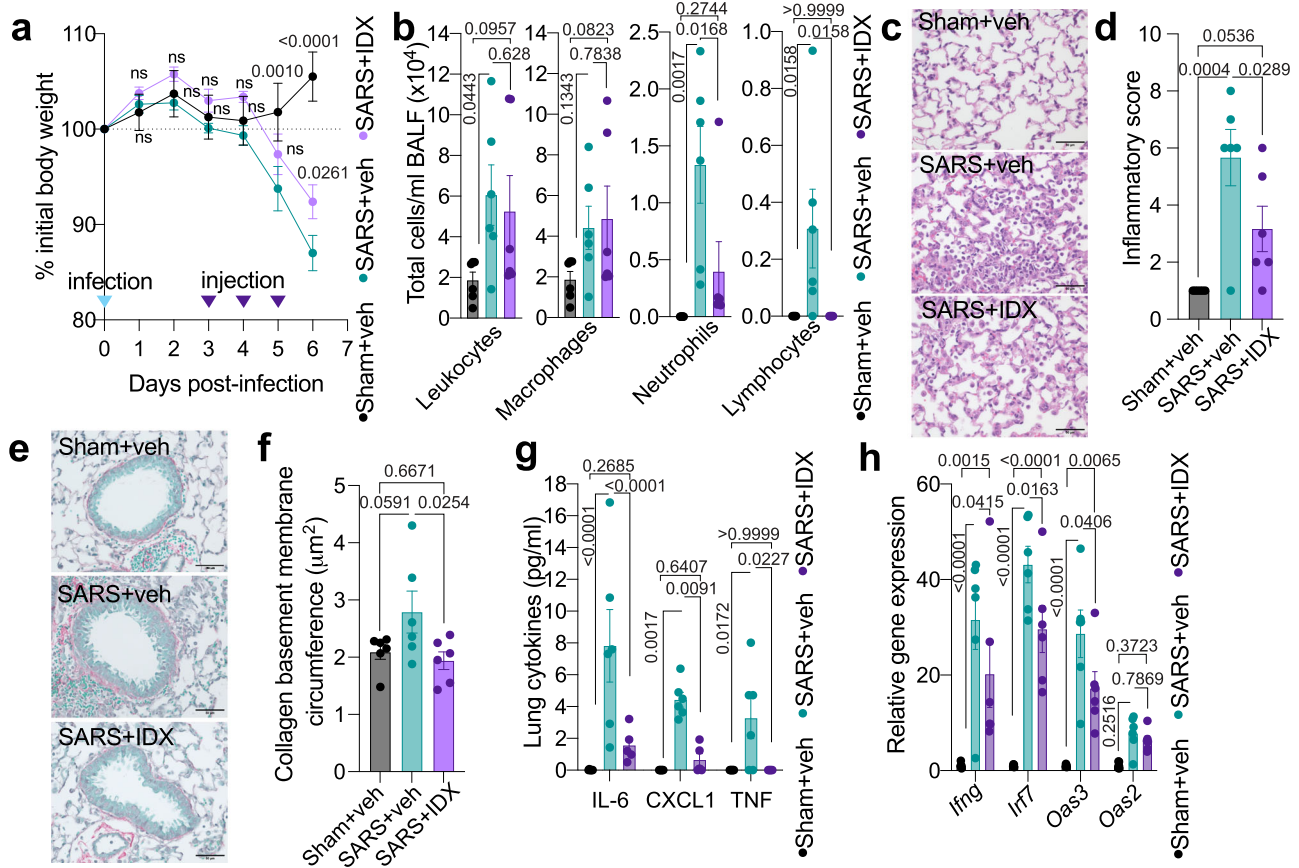 a
110
100
90
80
% initial body weight
ns
ns
ns
ns
ns
ns
ns
<0.0001
0.0010
0.0261
infection
injection
0 1 2 3 4 5 6 7
Days post-infection
Sham+veh SARS+veh SARS+IDX
b
Total cells/ml BALF (x10⁴)
14
12
10
8
6
4
2
0
0.0957
0.628
0.0443
Leukocytes
14
12
10
8
6
4
2
0
0.0823
0.7838
0.1343
Macrophages
2.5
2.0
1.5
1.0
0.5
0.0
0.2744
0.0168
0.0017
Neutrophils
1.0
0.8
0.6
0.4
0.2
0.0
>0.9999
0.0158
0.0158
Lymphocytes
Sham+veh SARS+veh SARS+IDX
c
Sham+veh
SARS+veh
SARS+IDX
d
Inflammatory score
10
8
6
4
2
0
0.0536
0.0004 0.0289
Sham+veh
SARS+veh
SARS+IDX
e
Sham+veh
SARS+veh
SARS+IDX
f
Collagen basement membrane
circumference (μm²)
5
4
3
2
1
0
0.6671
0.0591 0.0254
Sham+veh
SARS+veh
SARS+IDX
g
Lung cytokines (pg/ml)
18
16
14
12
10
8
6
4
2
0
0.2685
<0.0001
<0.0001
0.6407
0.0091
0.0017
>0.9999
0.0227
0.0172
IL-6 CXCL1 TNF
Sham+veh SARS+veh SARS+IDX
h
Relative gene expression
60
40
20
0
0.0015
0.0415
<0.0001
<0.0001
0.0163
<0.0001
0.0065
0.0406
<0.0001
0.3723
0.7869
0.2516
Ifng
Irf7
Oas3
Oas2
Sham+veh SARS+veh SARS+IDX